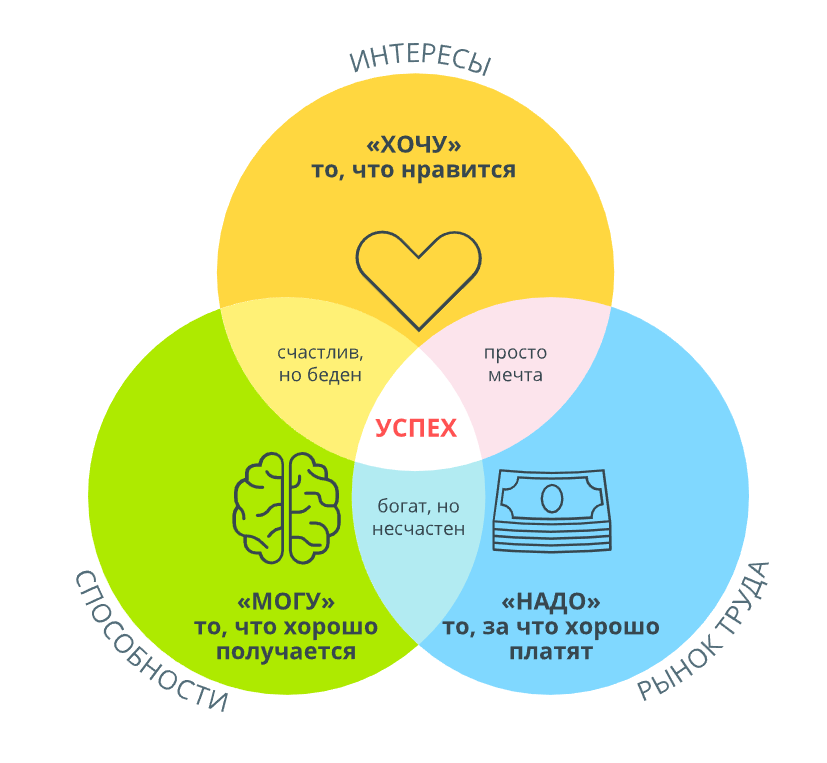 ИНТЕРЕСЫ
«ХОЧУ»
то, что нравится
счастлив,
но беден
просто
мечта
УСПЕХ
богат, но
несчастен
СПОСОБНОСТИ
«МОГУ»
то, что хорошо
получается
«НАДО»
то, за что хорошо
платят
РЫНОК ТРУДА